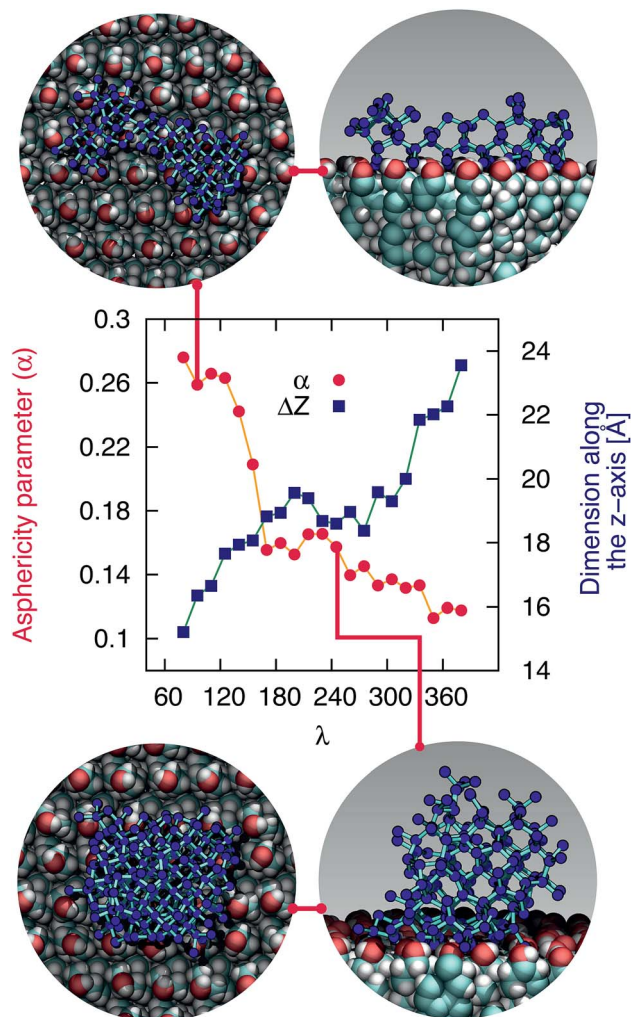 0.3
0.26
0.22
0.18
0.14
0.1
Asphericity parameter (α)
α
ΔZ
24
22
20
18
16
14
Dimension along
the z−axis [Å]
60 120 180 240 300 360
λ